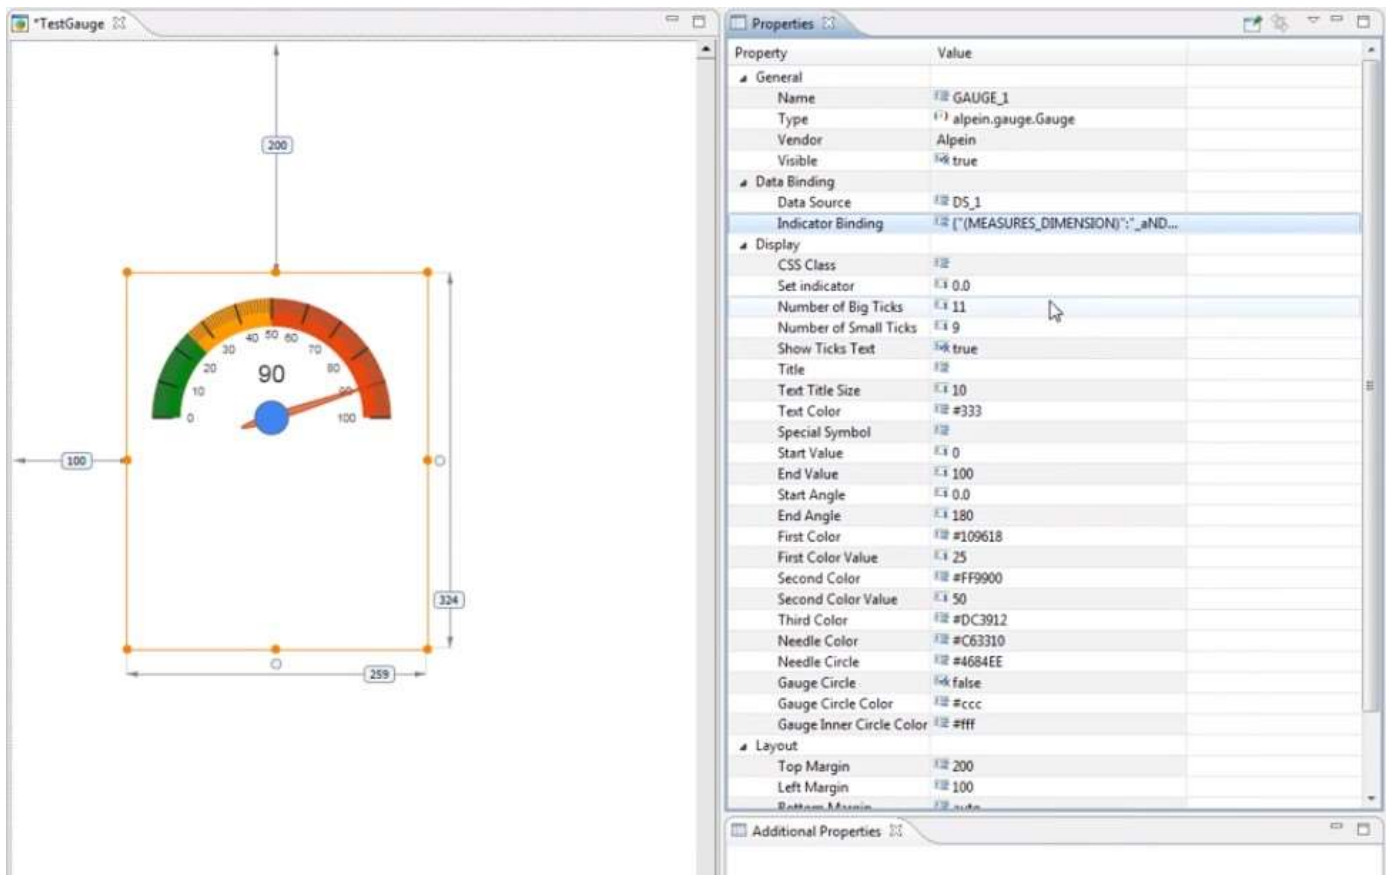 *TestGauge
200
0
10
20
30
40
50
60
70
80
90
100
90
100
324
259
Properties
Property Value
General
Name GAUGE_1
Type alpein.gauge.Gauge
Vendor Alpein
Visible true
Data Binding
Data Source DS_1
Indicator Binding {"(MEASURES_DIMENSION)":"_aND...
Display
CSS Class
Set indicator 0.0
Number of Big Ticks 11
Number of Small Ticks 9
Show Ticks Text true
Title
Text Title Size 10
Text Color #333
Special Symbol
Start Value 0
End Value 100
Start Angle 0.0
End Angle 180
First Color #109618
First Color Value 25
Second Color #FF9900
Second Color Value 50
Third Color #DC3912
Needle Color #C63310
Needle Circle #4684EE
Gauge Circle false
Gauge Circle Color #ccc
Gauge Inner Circle Color #fff
Layout
Top Margin 200
Left Margin 100
Bottom Margin auto
Additional Properties